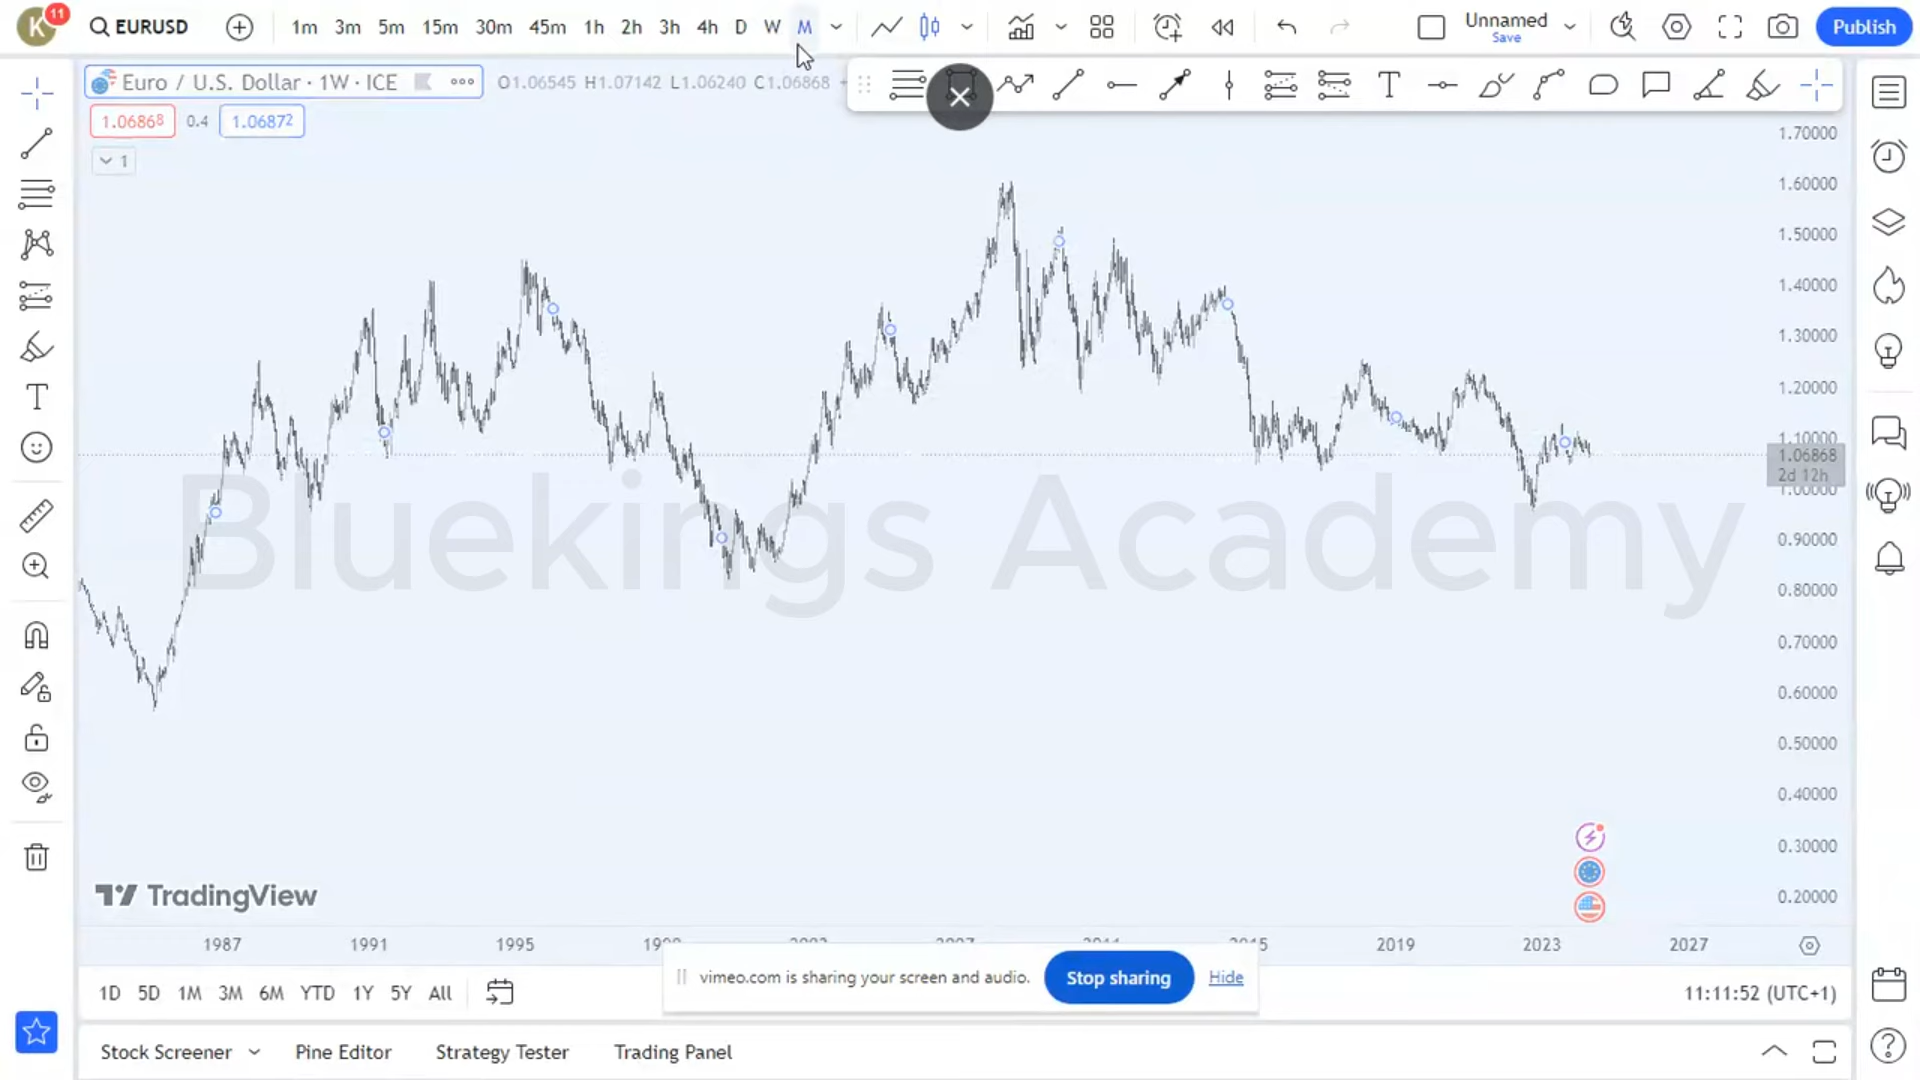 K 11 EURUSD 1m 3m 5m 15m 30m 45m 1h 2h 3h 4h D W M Unnamed Save Publish
Euro / U.S. Dollar · 1W · ICE O1.06545 H1.07142 L1.06240 C1.06868
1.06868 0.4 1.06872
1
1.70000
1.60000
1.50000
1.40000
1.30000
1.20000
1.10000
1.06868
2d 12h
1.00000
0.90000
0.80000
0.70000
0.60000
0.50000
0.40000
0.30000
0.20000
Bluekings Academy
TradingView
1987 1991 1995 2015 2019 2023 2027
vimeo.com is sharing your screen and audio. Stop sharing Hide
1D 5D 1M 3M 6M YTD 1Y 5Y All 11:11:52 (UTC+1)
Stock Screener Pine Editor Strategy Tester Trading Panel